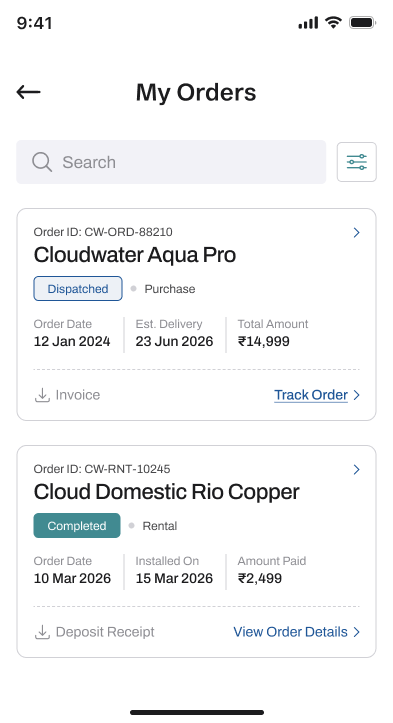 9:41
My Orders
Search
Order ID: CW-ORD-88210
Cloudwater Aqua Pro
Dispatched Purchase
Order Date Est. Delivery Total Amount
12 Jan 2024 23 Jun 2026 ₹14,999
Invoice Track Order
Order ID: CW-RNT-10245
Cloud Domestic Rio Copper
Completed Rental
Order Date Installed On Amount Paid
10 Mar 2026 15 Mar 2026 ₹2,499
Deposit Receipt View Order Details